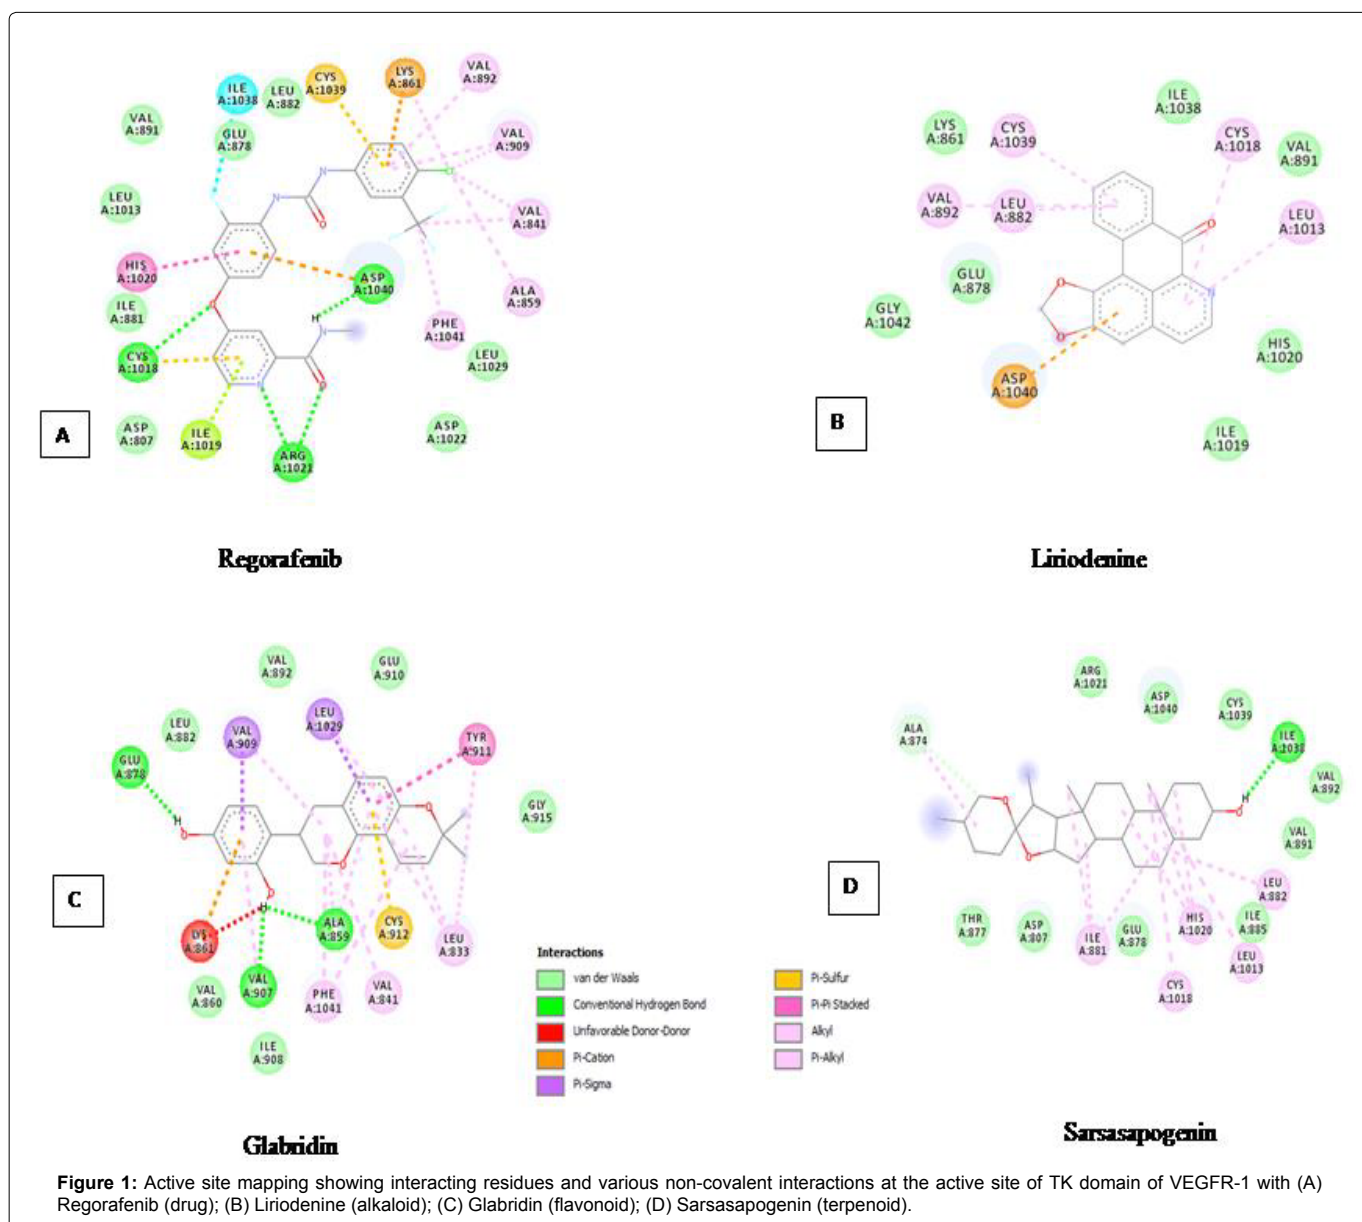 ILE
A:1038
LEU
A:882
CYS
A:1039
LYS
A:861
VAL
A:892
VAL
A:891
GLU
A:878
VAL
A:909
LEU
A:1013
VAL
A:841
HIS
A:1020
ASP
A:1040
ALA
A:859
ILE
A:881
H
N
N
O
Cl
O
N
N
O
PHE
A:1041
LEU
A:1029
CYS
A:1018
ASP
A:807
ILE
A:1019
ARG
A:1021
ASP
A:1022
A
Regorafenib
ILE
A:1038
LYS
A:861
CYS
A:1039
CYS
A:1018
VAL
A:891
VAL
A:892
LEU
A:882
LEU
A:1013
O
N
O
O
GLU
A:878
GLY
A:1042
HIS
A:1020
ASP
A:1040
ILE
A:1019
B
Liriodenine
VAL
A:892
GLU
A:910
LEU
A:882
VAL
A:909
LEU
A:1029
TYR
A:911
GLU
A:878
GLY
A:915
H
O
O
H
O
O
LYS
A:861
ALA
A:859
CYS
A:912
LEU
A:833
VAL
A:860
VAL
A:907
PHE
A:1041
VAL
A:841
ILE
A:908
C
Glabridin
ARG
A:1021
ASP
A:1040
CYS
A:1039
ALA
A:874
ILE
A:1038
VAL
A:892
O
O
H
O
VAL
A:891
LEU
A:882
THR
A:877
ASP
A:807
ILE
A:881
GLU
A:878
HIS
A:1020
ILE
A:885
LEU
A:1013
CYS
A:1018
D
Sarsasapogenin
Interactions
van der Waals
Conventional Hydrogen Bond
Unfavorable Donor-Donor
Pi-Cation
Pi-Sigma
Pi-Sulfur
Pi-Pi Stacked
Alkyl
Pi-Alkyl
Figure 1: Active site mapping showing interacting residues and various non-covalent interactions at the active site of TK domain of VEGFR-1 with (A)
Regorafenib (drug); (B) Liriodenine (alkaloid); (C) Glabridin (flavonoid); (D) Sarsasapogenin (terpenoid).